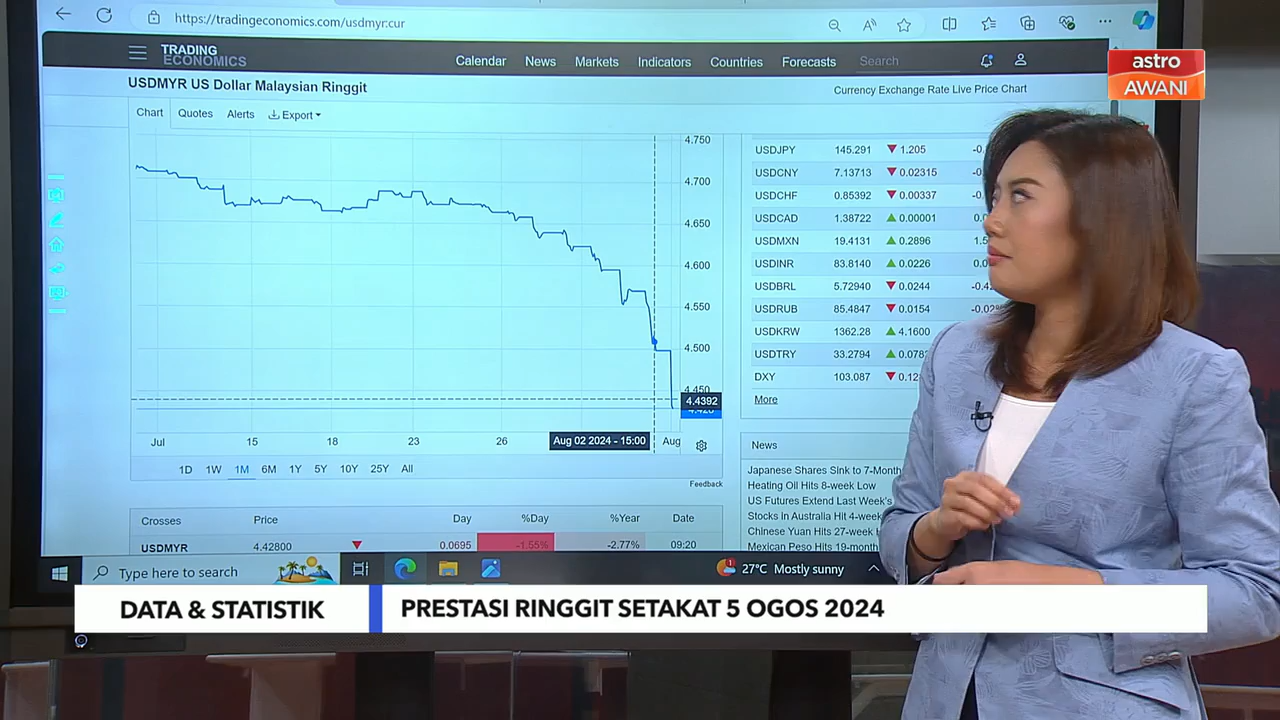 https://tradingeconomics.com/usdmyr:cur
TRADING
ECONOMICS
Calendar News Markets Indicators Countries Forecasts Search
astro
AWANI
USDMYR US Dollar Malaysian Ringgit
Currency Exchange Rate Live Price Chart
Chart Quotes Alerts Export
4.750
4.700
4.650
4.600
4.550
4.500
4.450
4.4392
Jul 15 18 23 26 Aug 02 2024 - 15:00 Aug
1D 1W 1M 6M 1Y 5Y 10Y 25Y All
Feedback
USDJPY 145.291 1.205
USDCNY 7.13713 0.02315
USDCHF 0.85392 0.00337
USDCAD 1.38722 0.00001
USDMXN 19.4131 0.2896
USDINR 83.8140 0.0226
USDBRL 5.72940 0.0244
USDRUB 85.4847 0.0154
USDKRW 1362.28 4.1600
USDTRY 33.2794
DXY 103.087
More
News
Japanese Shares Sink to 7-Month
Heating Oil Hits 8-week Low
US Futures Extend Last Week's
Stocks in Australia Hit 4-week
Chinese Yuan Hits 27-week
Mexican Peso Hits 19-month
Crosses Price Day %Day %Year Date
USDMYR 4.42800 0.0695 -1.55% -2.77% 09:20
Type here to search
27°C Mostly sunny
DATA & STATISTIK
PRESTASI RINGGIT SETAKAT 5 OGOS 2024